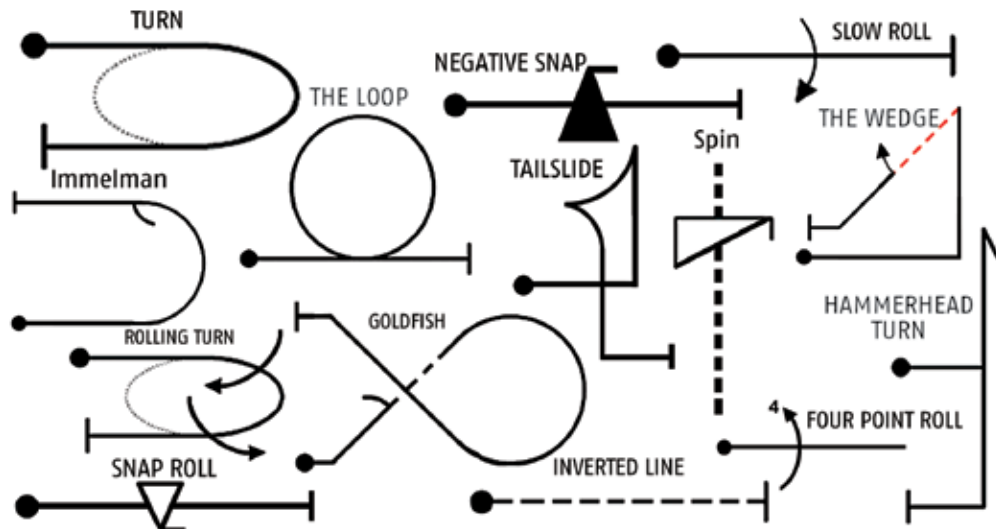 TURN
SLOW ROLL
NEGATIVE SNAP
THE LOOP
THE WEDGE
Spin
TAILSLIDE
Immelman
HAMMERHEAD
TURN
GOLDFISH
ROLLING TURN
4
FOUR POINT ROLL
SNAP ROLL
INVERTED LINE